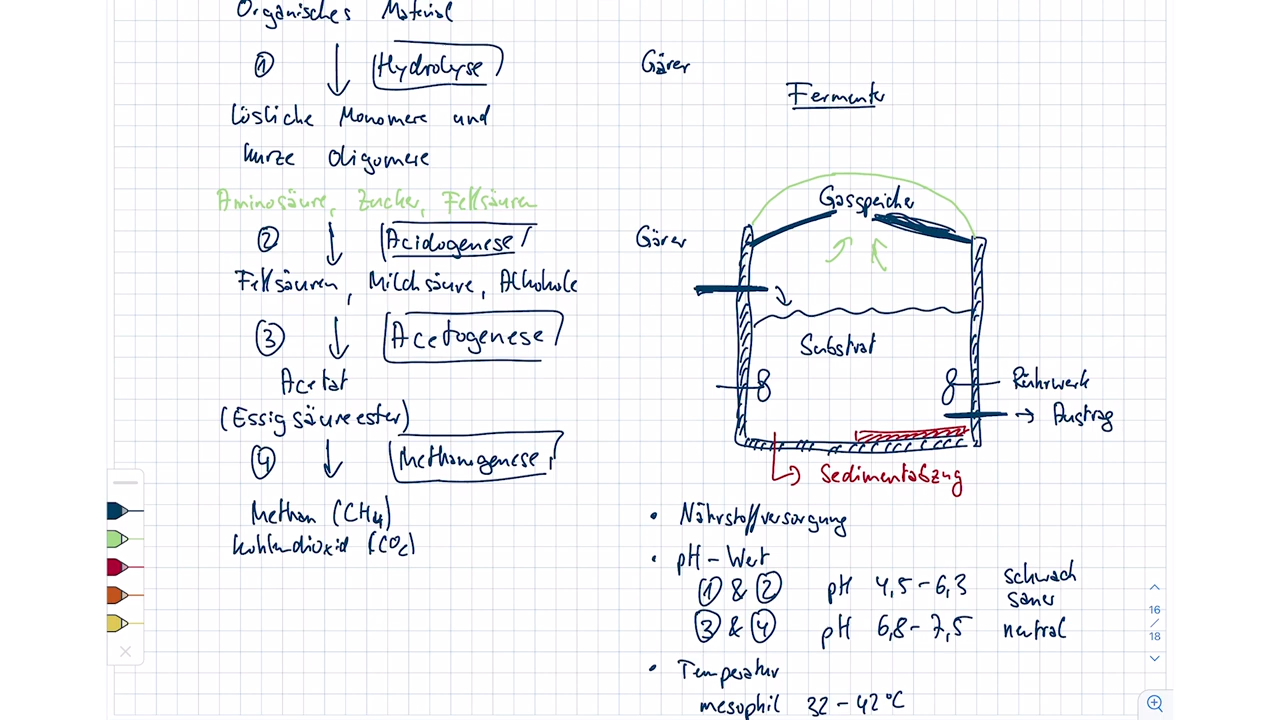 Organisches Material
① Hydrolyse
lösliche Monomere und
kurze Oligomere
Aminosäure, Zucker, Fettsäuren
② Acidogenese
Fettsäuren, Milchsäure, Alkohole
③ Acetogenese
Acetat
(Essigsäureester)
④ Methanogenese
Methan (CH4)
Kohlendioxid (CO2)
Gärer
Fermenter
Gasspeicher
Gärer
Substrat
Rührwerk
Austrag
Sedimentabzug
• Nährstoffversorgung
• pH-Wert
① & ② pH 4,5 - 6,3 schwach
sauer
③ & ④ pH 6,8 - 7,5 neutral
• Temperatur
mesophil 32 - 42 °C
16
/
18